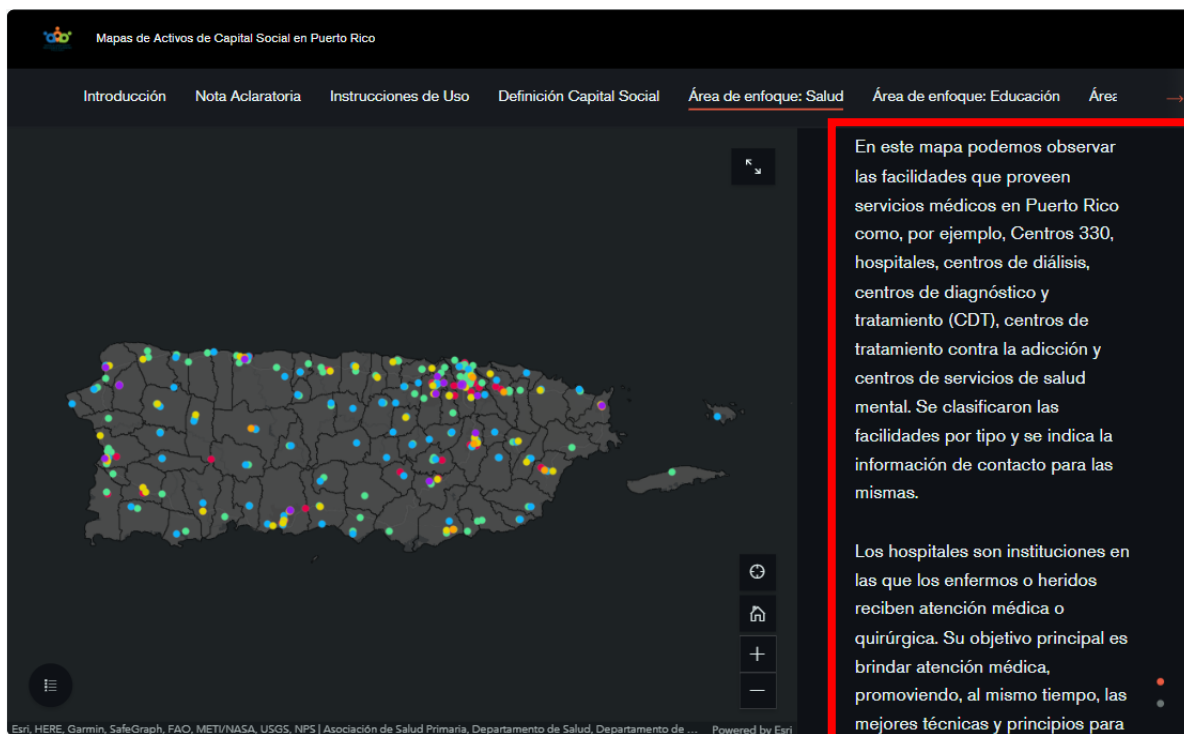 Mapas de Activos de Capital Social en Puerto Rico
Introducción Nota Aclaratoria Instrucciones de Uso Definición Capital Social Área de enfoque: Salud Área de enfoque: Educación Área
En este mapa podemos observar
las facilidades que proveen
servicios médicos en Puerto Rico
como, por ejemplo, Centros 330,
hospitales, centros de diálisis,
centros de diagnóstico y
tratamiento (CDT), centros de
tratamiento contra la adicción y
centros de servicios de salud
mental. Se clasificaron las
facilidades por tipo y se indica la
información de contacto para las
mismas.
Los hospitales son instituciones en
las que los enfermos o heridos
reciben atención médica o
quirúrgica. Su objetivo principal es
brindar atención médica,
promoviendo, al mismo tiempo, las
mejores técnicas y principios para
Esri, HERE, Garmin, SafeGraph, FAO, METI/NASA, USGS, NPS | Asociación de Salud Primaria, Departamento de Salud, Departamento de ... Powered by Esri